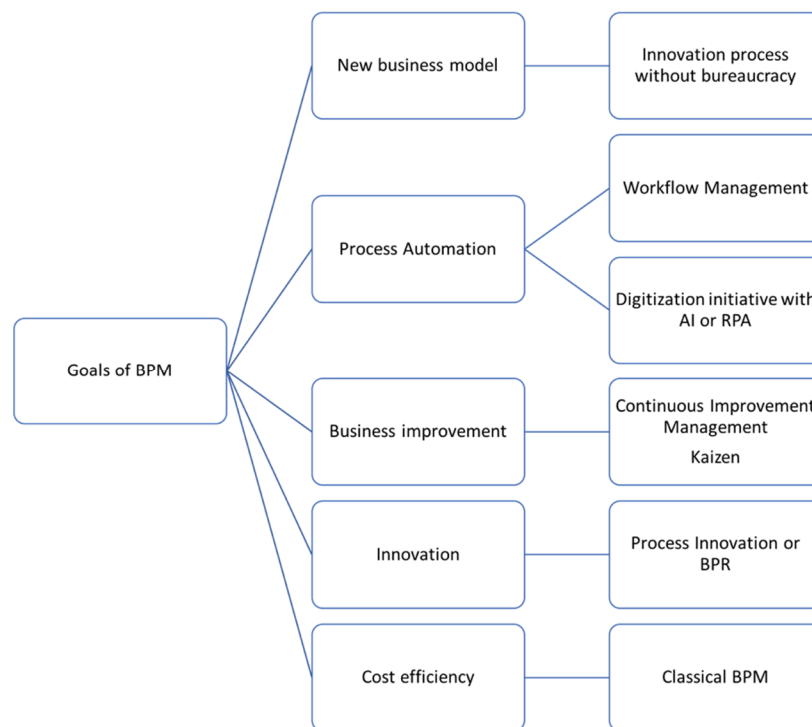 New business model
Innovation process
without bureaucracy
Workflow Management
Process Automation
Digitization initiative with
AI or RPA
Goals of BPM
Business improvement
Continuous Improvement
Management
Kaizen
Innovation
Process Innovation or
BPR
Cost efficiency
Classical BPM